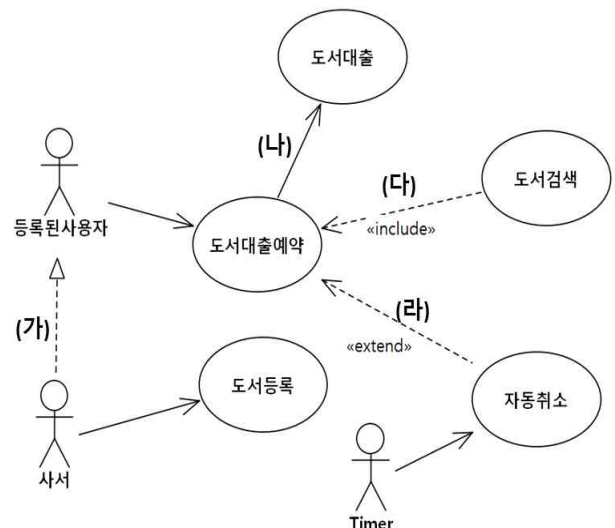 도서대출
(나)
(다)
도서검색
등록된사용자
«include»
도서대출예약
(가)
(라)
«extend»
도서등록
자동취소
사서
Timer